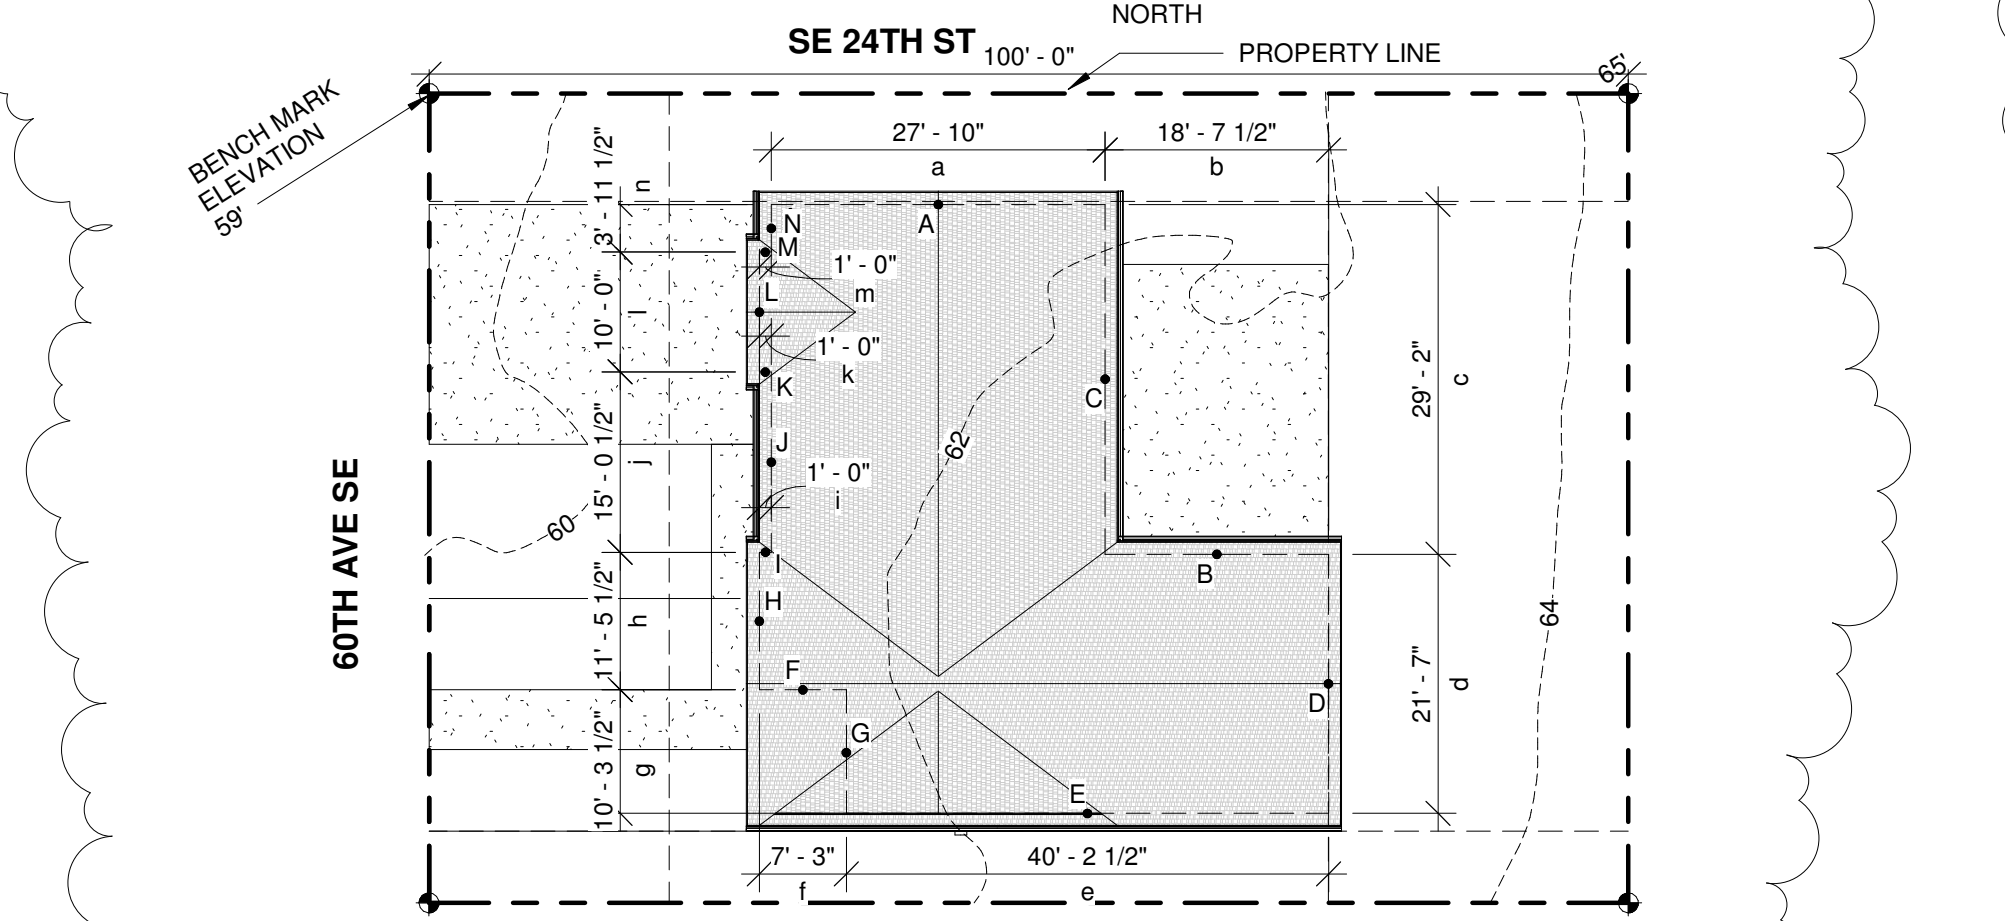 NORTH
SE 24TH ST
100' - 0"
PROPERTY LINE
65'
BENCH MARK
ELEVATION
59'
27' - 10"
a
18' - 7 1/2"
b
3' - 11 1/2"
n
N
A
M
1' - 0"
m
L
10' - 0"
l
1' - 0"
k
K
C
29' - 2"
c
J
62
1' - 0"
i
15' - 0 1/2"
j
60
I
B
H
11' - 5 1/2"
h
64
60TH AVE SE
F
D
21' - 7"
d
G
10' - 3 1/2"
g
E
7' - 3"
f
40' - 2 1/2"
e